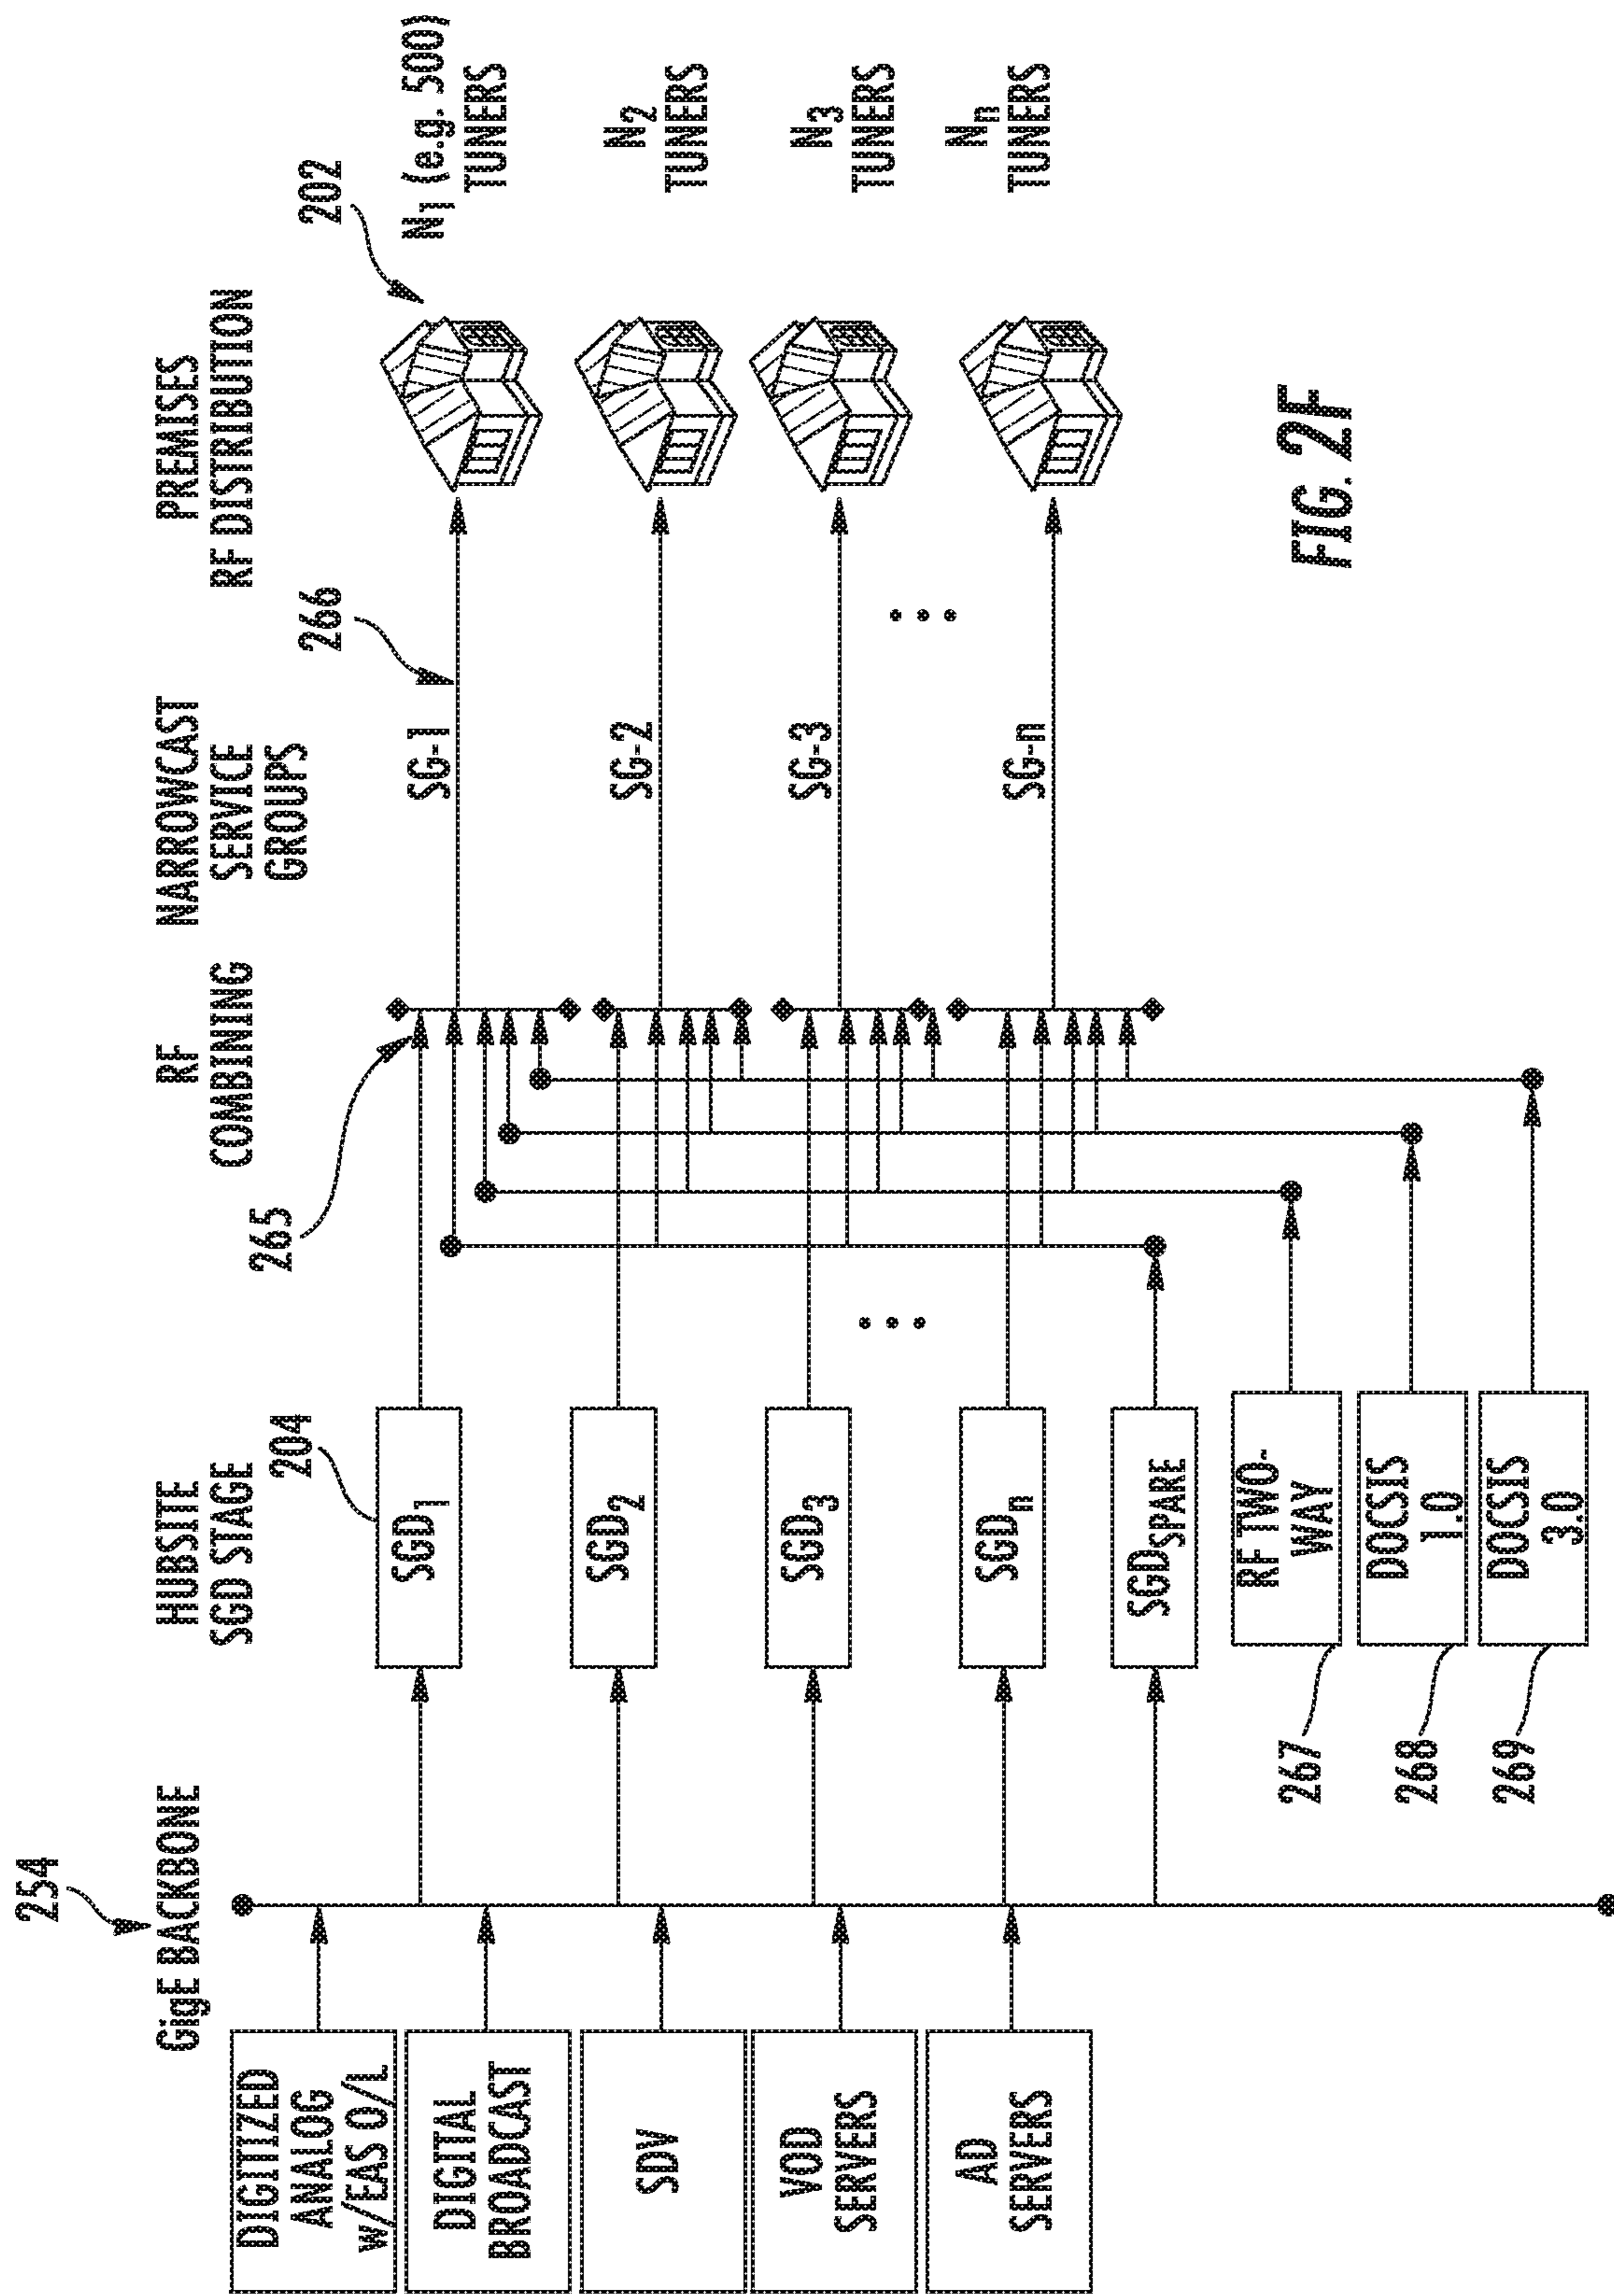 254
GigE BACKBONE
HUBSITE
SGD STAGE
RF
COMBINING
NARROWCAST
SERVICE
GROUPS
PREMISES
RF DISTRIBUTION
204
265
266
202
DIGITIZED
ANALOG
w/EAS O/L
DIGITAL
BROADCAST
SDV
VOD
SERVERS
AD
SERVERS
SGD1
SGD2
SGD3
SGDn
SGDSPARE
RF TWO-
WAY
DOCSIS
1.0
DOCSIS
3.0
267
268
269
SG-1
SG-2
SG-3
SG-n
N1 (e.g. 500)
TUNERS
N2
TUNERS
N3
TUNERS
Nn
TUNERS
FIG. 2F